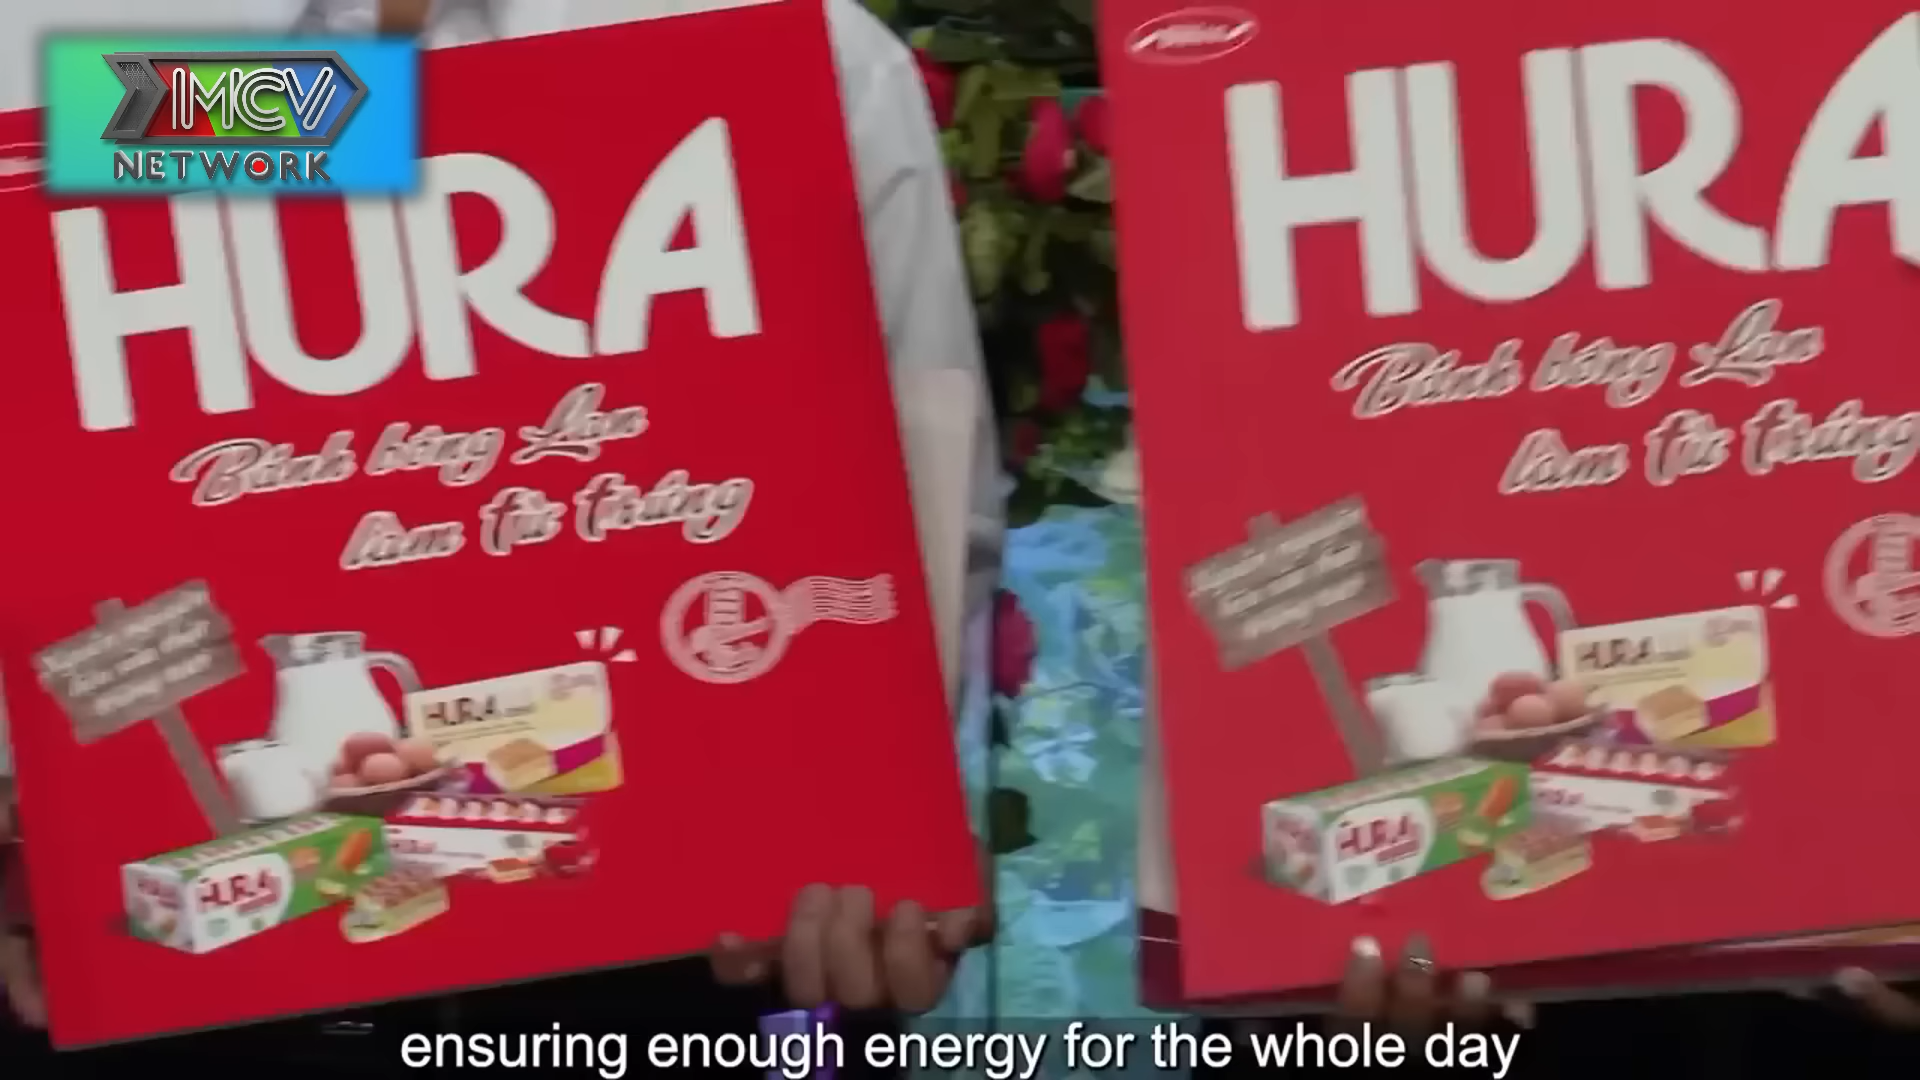 MCV
NETWORK
HURA
Bánh bông Lan
làm từ trứng
HURA
HURA
HURA
Bánh bông Lan
làm từ trứng
HURA
HURA
ensuring enough energy for the whole day